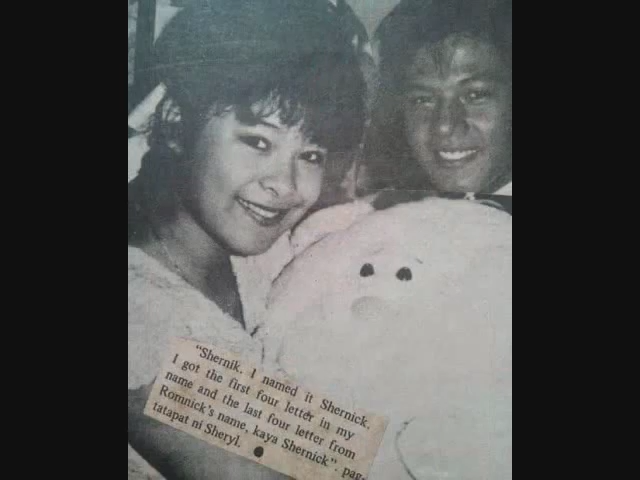 "Shernik. I named it Shernick.
I got the first four letter in my
name and the last four letter from
Romnick's name, kaya Shernick". pag-
tatapat ni Sheryl. ●